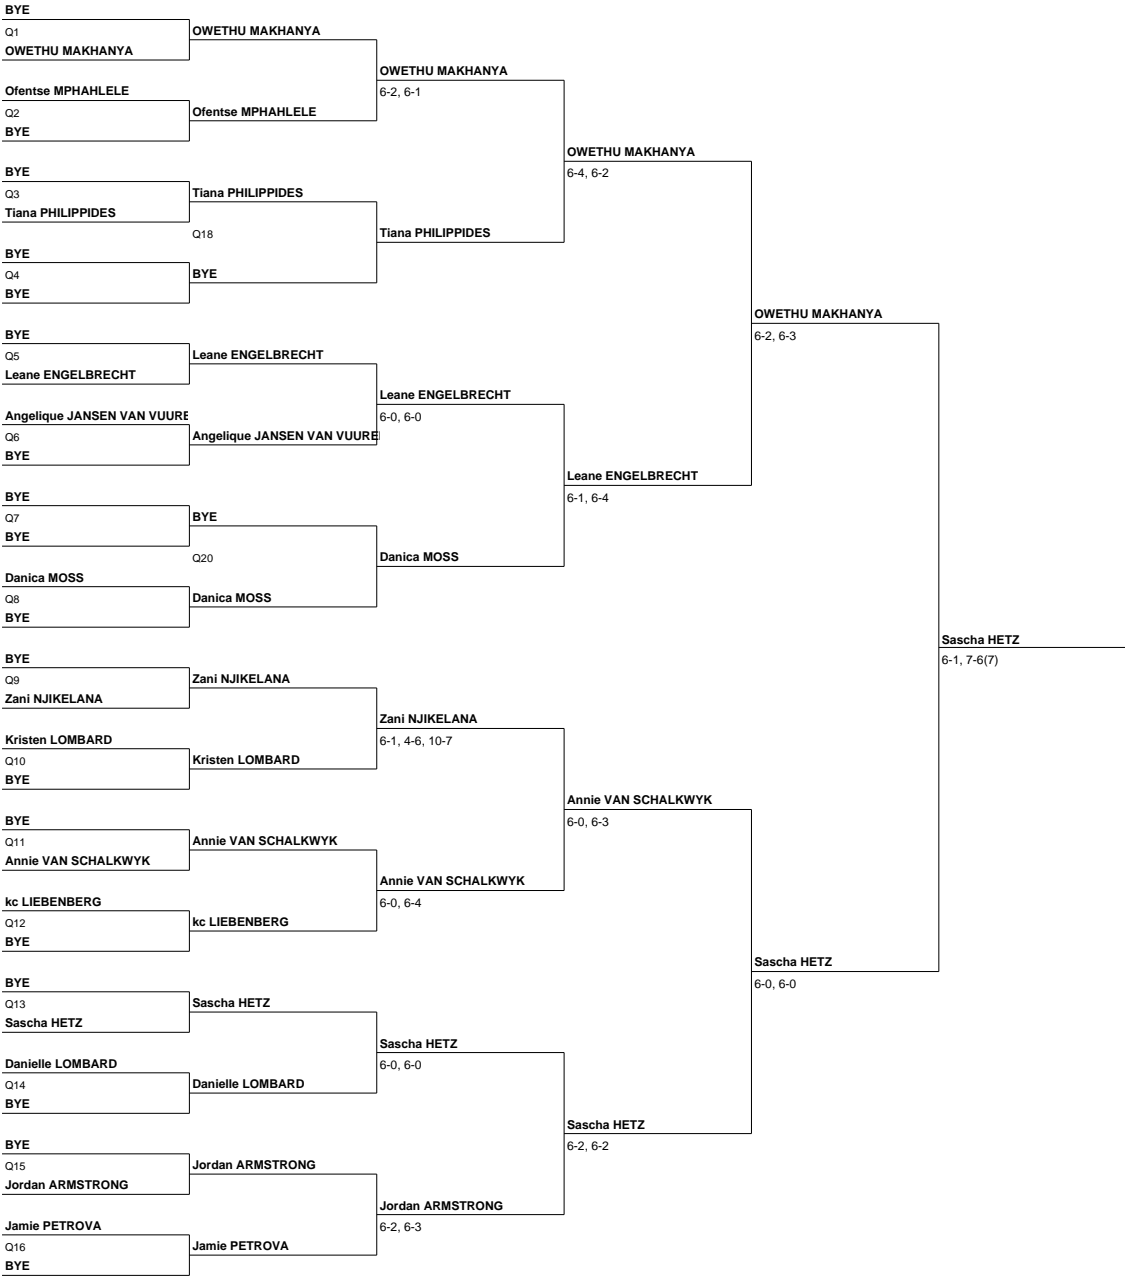 BYE
Q1
OWETHU MAKHANYA
Ofentse MPHAHLELE
Q2
BYE
BYE
Q3
Tiana PHILIPPIDES
BYE
Q4
BYE
BYE
Q5
Leane ENGELBRECHT
Angelique JANSEN VAN VUURE
Q6
BYE
BYE
Q7
BYE
Danica MOSS
Q8
BYE
BYE
Q9
Zani NJIKELANA
Kristen LOMBARD
Q10
BYE
BYE
Q11
Annie VAN SCHALKWYK
kc LIEBENBERG
Q12
BYE
BYE
Q13
Sascha HETZ
Danielle LOMBARD
Q14
BYE
BYE
Q15
Jordan ARMSTRONG
Jamie PETROVA
Q16
BYE
OWETHU MAKHANYA
Ofentse MPHAHLELE
Tiana PHILIPPIDES
Q18
BYE
Leane ENGELBRECHT
Angelique JANSEN VAN VUURE
BYE
Q20
Danica MOSS
Zani NJIKELANA
Kristen LOMBARD
Annie VAN SCHALKWYK
kc LIEBENBERG
Sascha HETZ
Danielle LOMBARD
Jordan ARMSTRONG
Jamie PETROVA
OWETHU MAKHANYA
6-2, 6-1
Tiana PHILIPPIDES
Leane ENGELBRECHT
6-0, 6-0
Danica MOSS
Zani NJIKELANA
6-1, 4-6, 10-7
Annie VAN SCHALKWYK
6-0, 6-4
Sascha HETZ
6-0, 6-0
Jordan ARMSTRONG
6-2, 6-3
OWETHU MAKHANYA
6-4, 6-2
Leane ENGELBRECHT
6-1, 6-4
Annie VAN SCHALKWYK
6-0, 6-3
Sascha HETZ
6-2, 6-2
OWETHU MAKHANYA
6-2, 6-3
Sascha HETZ
6-0, 6-0
Sascha HETZ
6-1, 7-6(7)